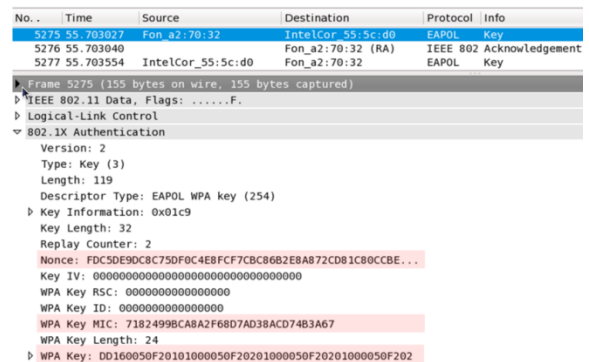 No. . Time Source Destination Protocol Info
5275 55.703027 Fon_a2:70:32 IntelCor_55:5c:d0 EAPOL Key
5276 55.703040 Fon_a2:70:32 (RA) IEEE 802 Acknowledgement
5277 55.703554 IntelCor_55:5c:d0 Fon_a2:70:32 EAPOL Key
Frame 5275 (155 bytes on wire, 155 bytes captured)
IEEE 802.11 Data, Flags: ......F.
Logical-Link Control
802.1X Authentication
Version: 2
Type: Key (3)
Length: 119
Descriptor Type: EAPOL WPA key (254)
Key Information: 0x01c9
Key Length: 32
Replay Counter: 2
Nonce: FDC5DE9DC8C75DF0C4E8FCF7CBC86B2E8A872CD81C80CCBE...
Key IV: 00000000000000000000000000000000
WPA Key RSC: 0000000000000000
WPA Key ID: 0000000000000000
WPA Key MIC: 7182499BCA8A2F68D7AD38ACD74B3A67
WPA Key Length: 24
WPA Key: DD160050F20101000050F20201000050F20201000050F202